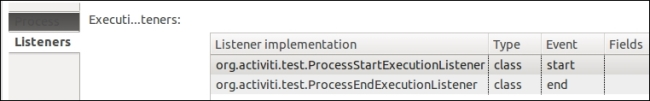 Process
Executi...teners:
Listeners
Listener implementation Type Event Fields
org.activiti.test.ProcessStartExecutionListener class start
org.activiti.test.ProcessEndExecutionListener class end